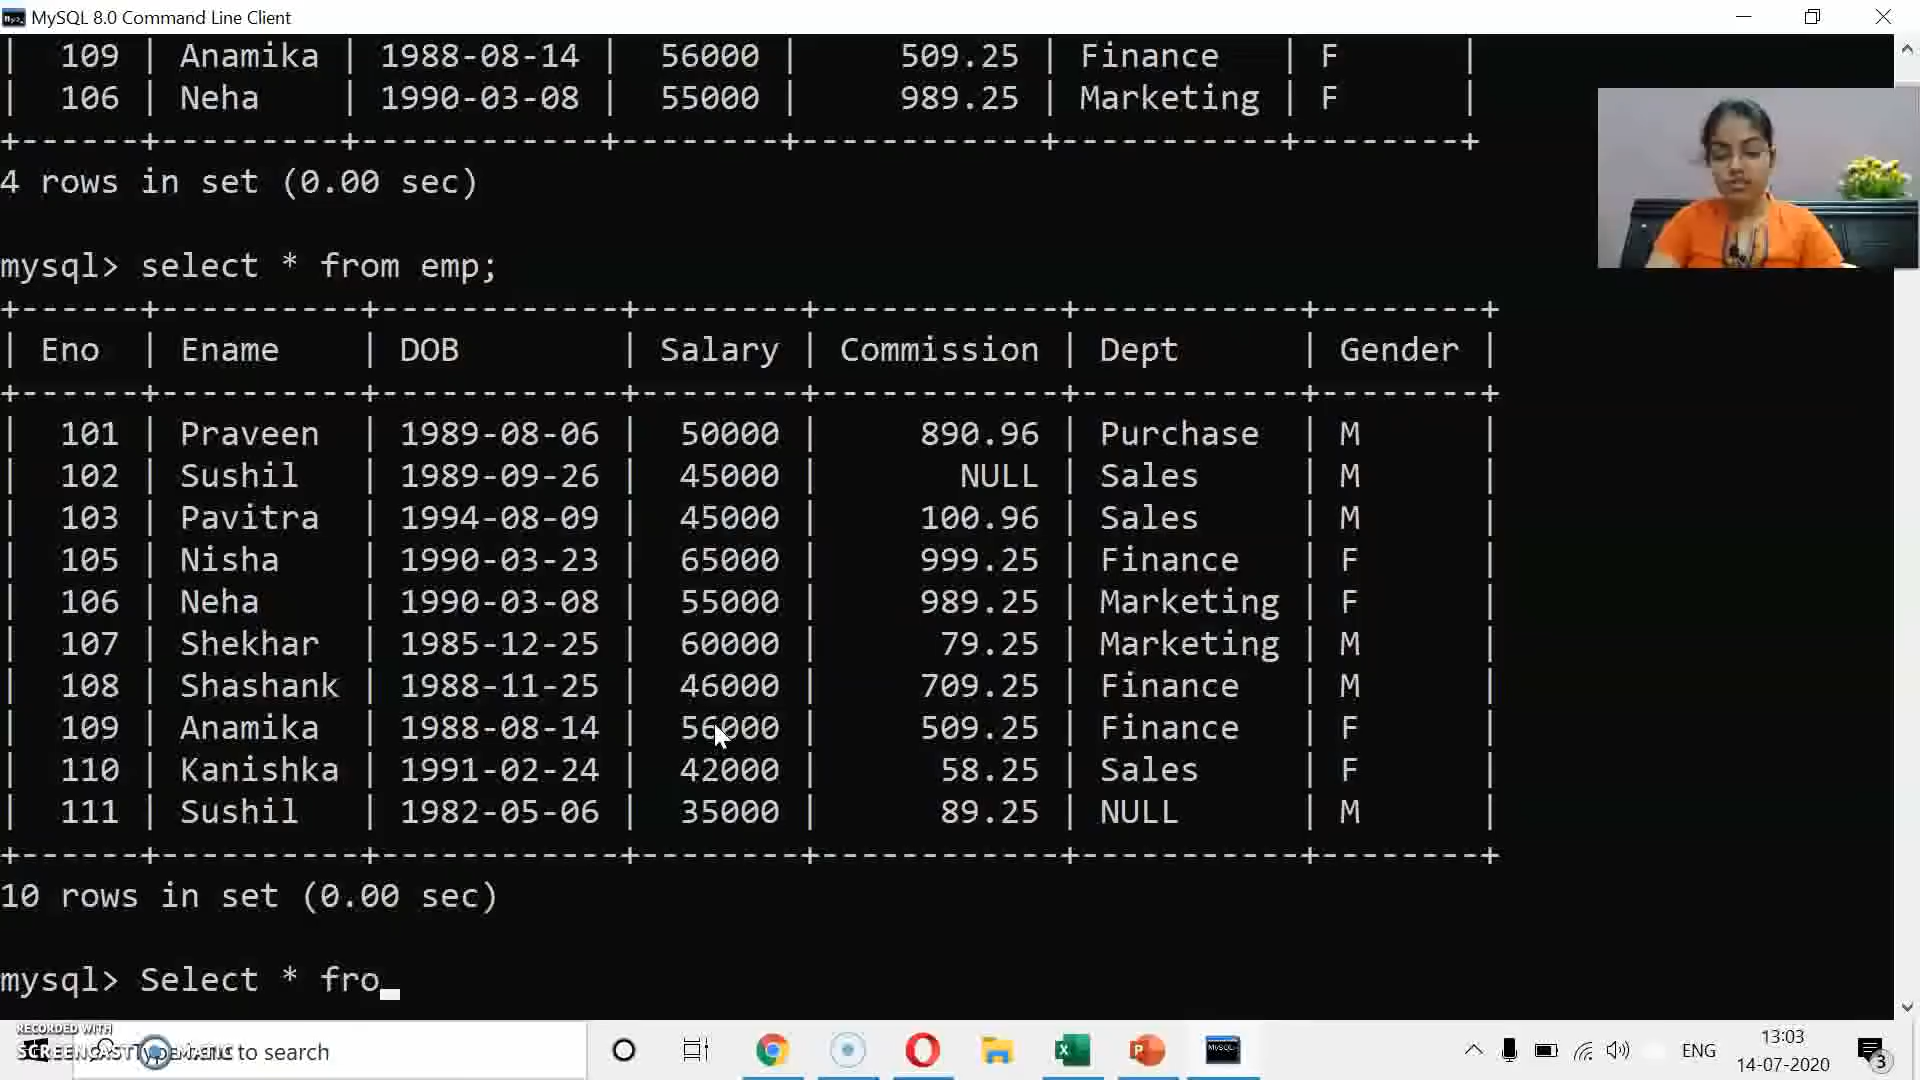 MySQL 8.0 Command Line Client
| 109 | Anamika | 1988-08-14 | 56000 | 509.25 | Finance | F |
| 106 | Neha | 1990-03-08 | 55000 | 989.25 | Marketing | F |
+------+----------+------------+--------+------------+-----------+--------+
4 rows in set (0.00 sec)
mysql> select * from emp;
+------+----------+------------+--------+------------+-----------+--------+
| Eno | Ename | DOB | Salary | Commission | Dept | Gender |
+------+----------+------------+--------+------------+-----------+--------+
| 101 | Praveen | 1989-08-06 | 50000 | 890.96 | Purchase | M |
| 102 | Sushil | 1989-09-26 | 45000 | NULL | Sales | M |
| 103 | Pavitra | 1994-08-09 | 45000 | 100.96 | Sales | M |
| 105 | Nisha | 1990-03-23 | 65000 | 999.25 | Finance | F |
| 106 | Neha | 1990-03-08 | 55000 | 989.25 | Marketing | F |
| 107 | Shekhar | 1985-12-25 | 60000 | 79.25 | Marketing | M |
| 108 | Shashank | 1988-11-25 | 46000 | 709.25 | Finance | M |
| 109 | Anamika | 1988-08-14 | 56000 | 509.25 | Finance | F |
| 110 | Kanishka | 1991-02-24 | 42000 | 58.25 | Sales | F |
| 111 | Sushil | 1982-05-06 | 35000 | 89.25 | NULL | M |
+------+----------+------------+--------+------------+-----------+--------+
10 rows in set (0.00 sec)
mysql> Select * fro_
RECORDED WITH
SCREENCAST MATIC
Type here to search
ENG
13:03
14-07-2020
3